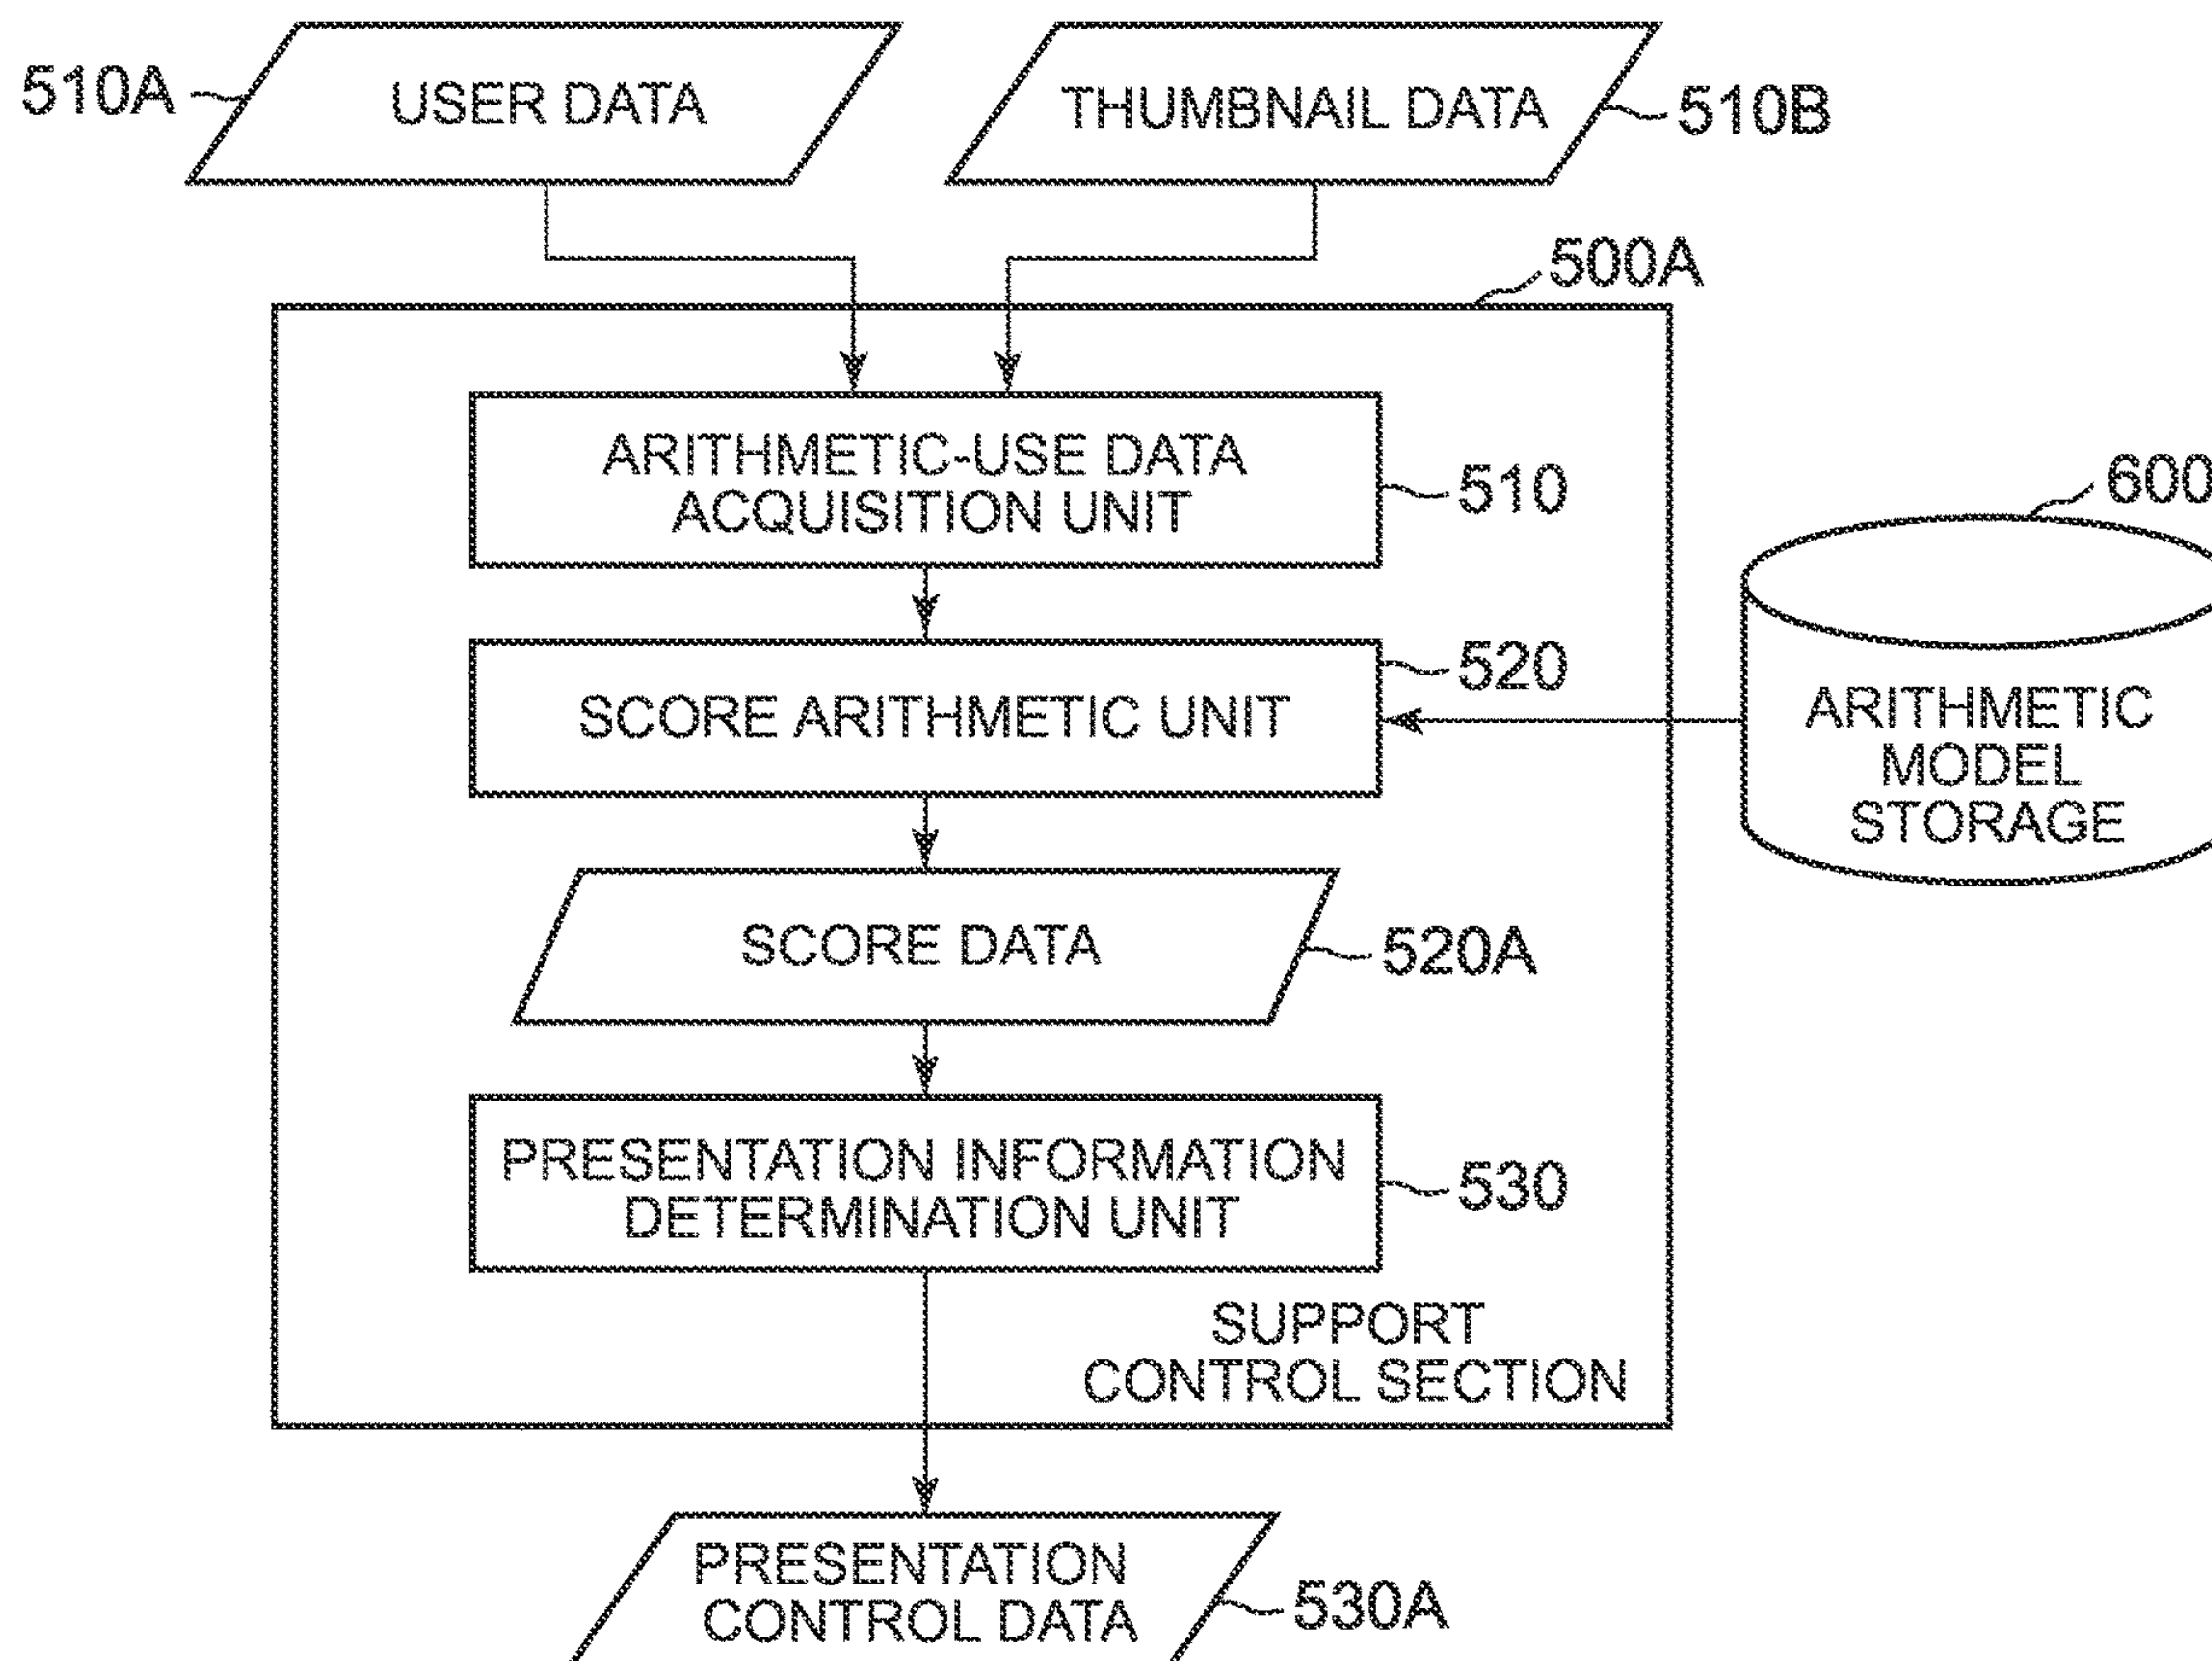 510A
USER DATA
THUMBNAIL DATA
510B
500A
ARITHMETIC-USE DATA
ACQUISITION UNIT
510
600
SCORE ARITHMETIC UNIT
520
ARITHMETIC
MODEL
STORAGE
SCORE DATA
520A
PRESENTATION INFORMATION
DETERMINATION UNIT
530
SUPPORT
CONTROL SECTION
PRESENTATION
CONTROL DATA
530A